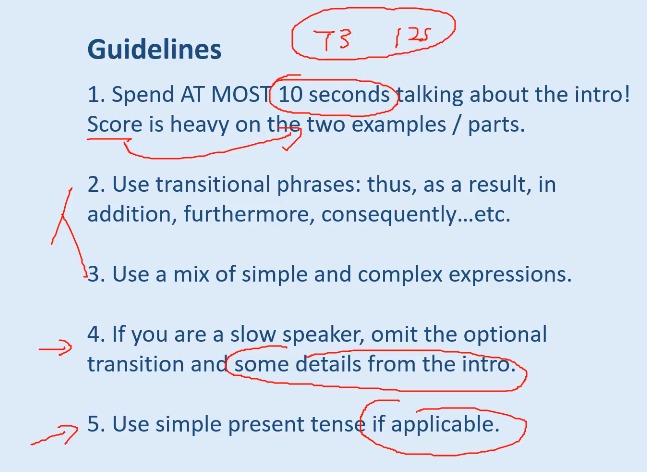 T3 12s
Guidelines
1. Spend AT MOST 10 seconds talking about the intro!
Score is heavy on the two examples / parts.
2. Use transitional phrases: thus, as a result, in
addition, furthermore, consequently...etc.
3. Use a mix of simple and complex expressions.
4. If you are a slow speaker, omit the optional
transition and some details from the intro.
5. Use simple present tense if applicable.